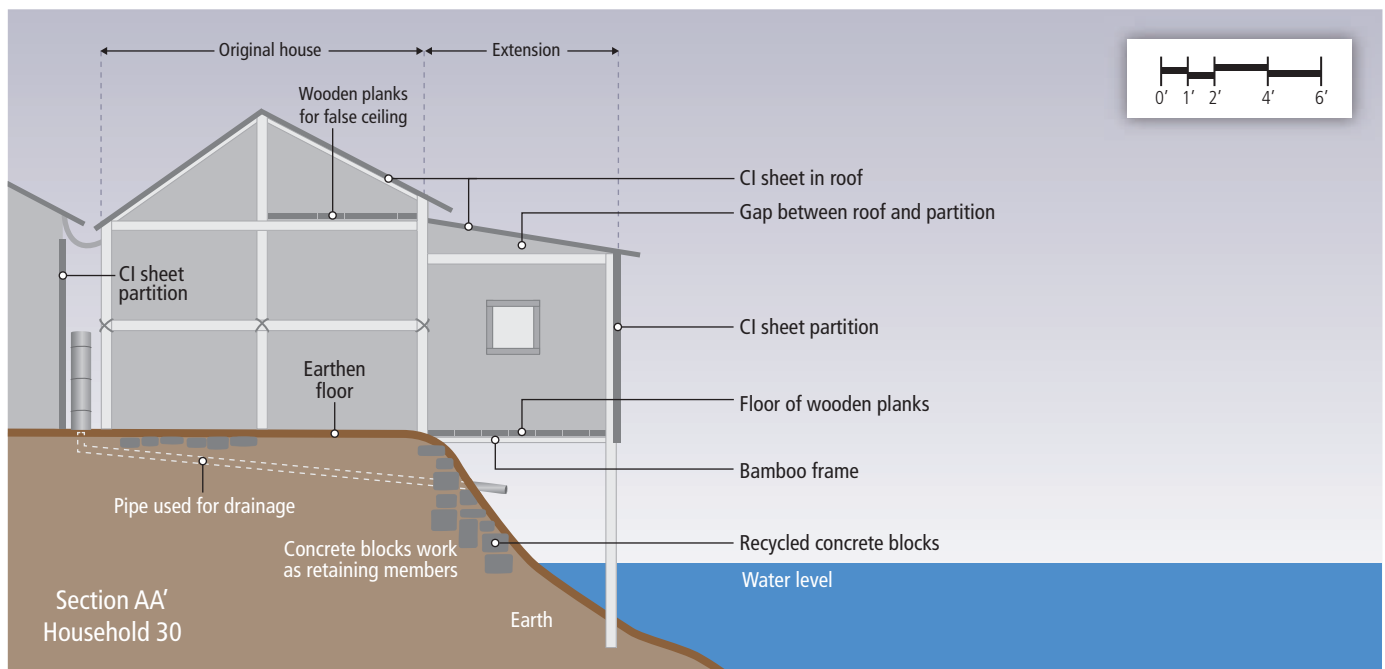 Original house
Extension
0’ 1’ 2’ 4’ 6’
Wooden planks
for false ceiling
CI sheet in roof
Gap between roof and partition
CI sheet
partition
CI sheet partition
Earthen
floor
Floor of wooden planks
Bamboo frame
Pipe used for drainage
Concrete blocks work
as retaining members
Recycled concrete blocks
Water level
Section AA’
Household 30
Earth